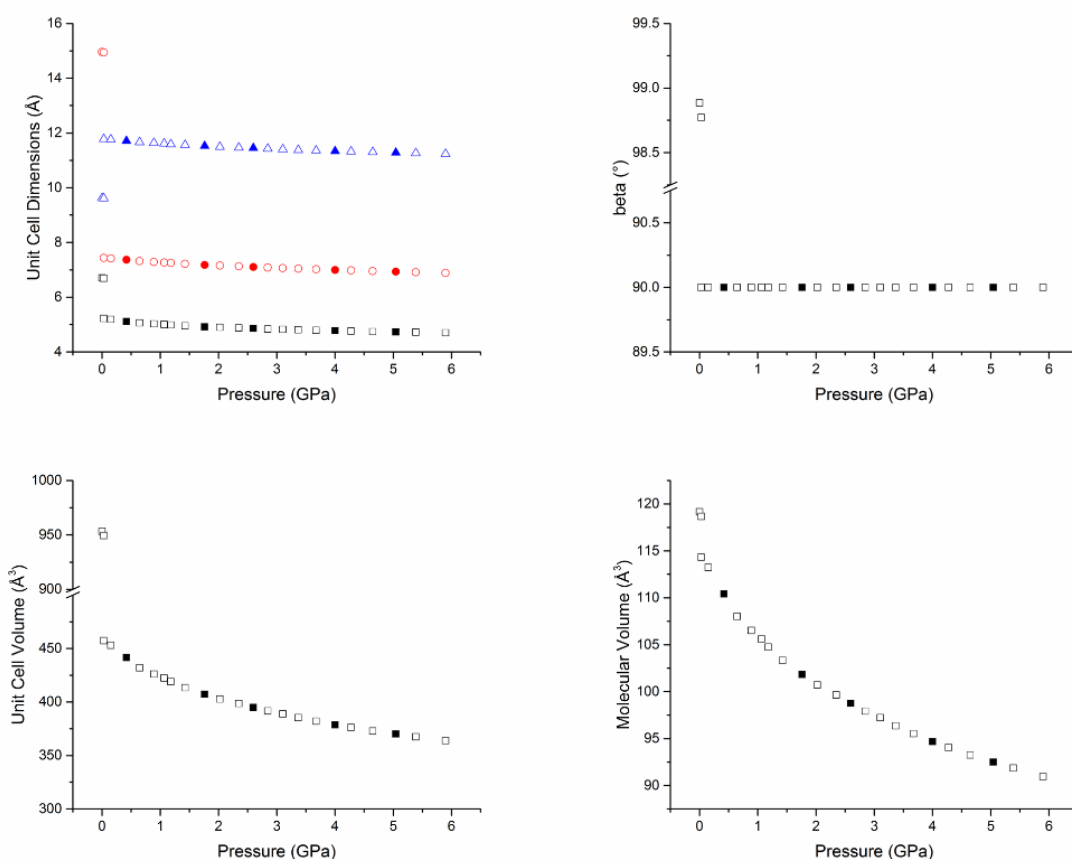 16
14
12
10
8
6
4
Unit Cell Dimensions (Å)
0 1 2 3 4 5 6
Pressure (GPa)
99.5
99.0
98.5
90.5
90.0
89.5
beta (°)
0 1 2 3 4 5 6
Pressure (GPa)
1000
950
900
450
400
350
300
Unit Cell Volume (Å³)
0 1 2 3 4 5 6
Pressure (GPa)
120
115
110
105
100
95
90
Molecular Volume (Å³)
0 1 2 3 4 5 6
Pressure (GPa)